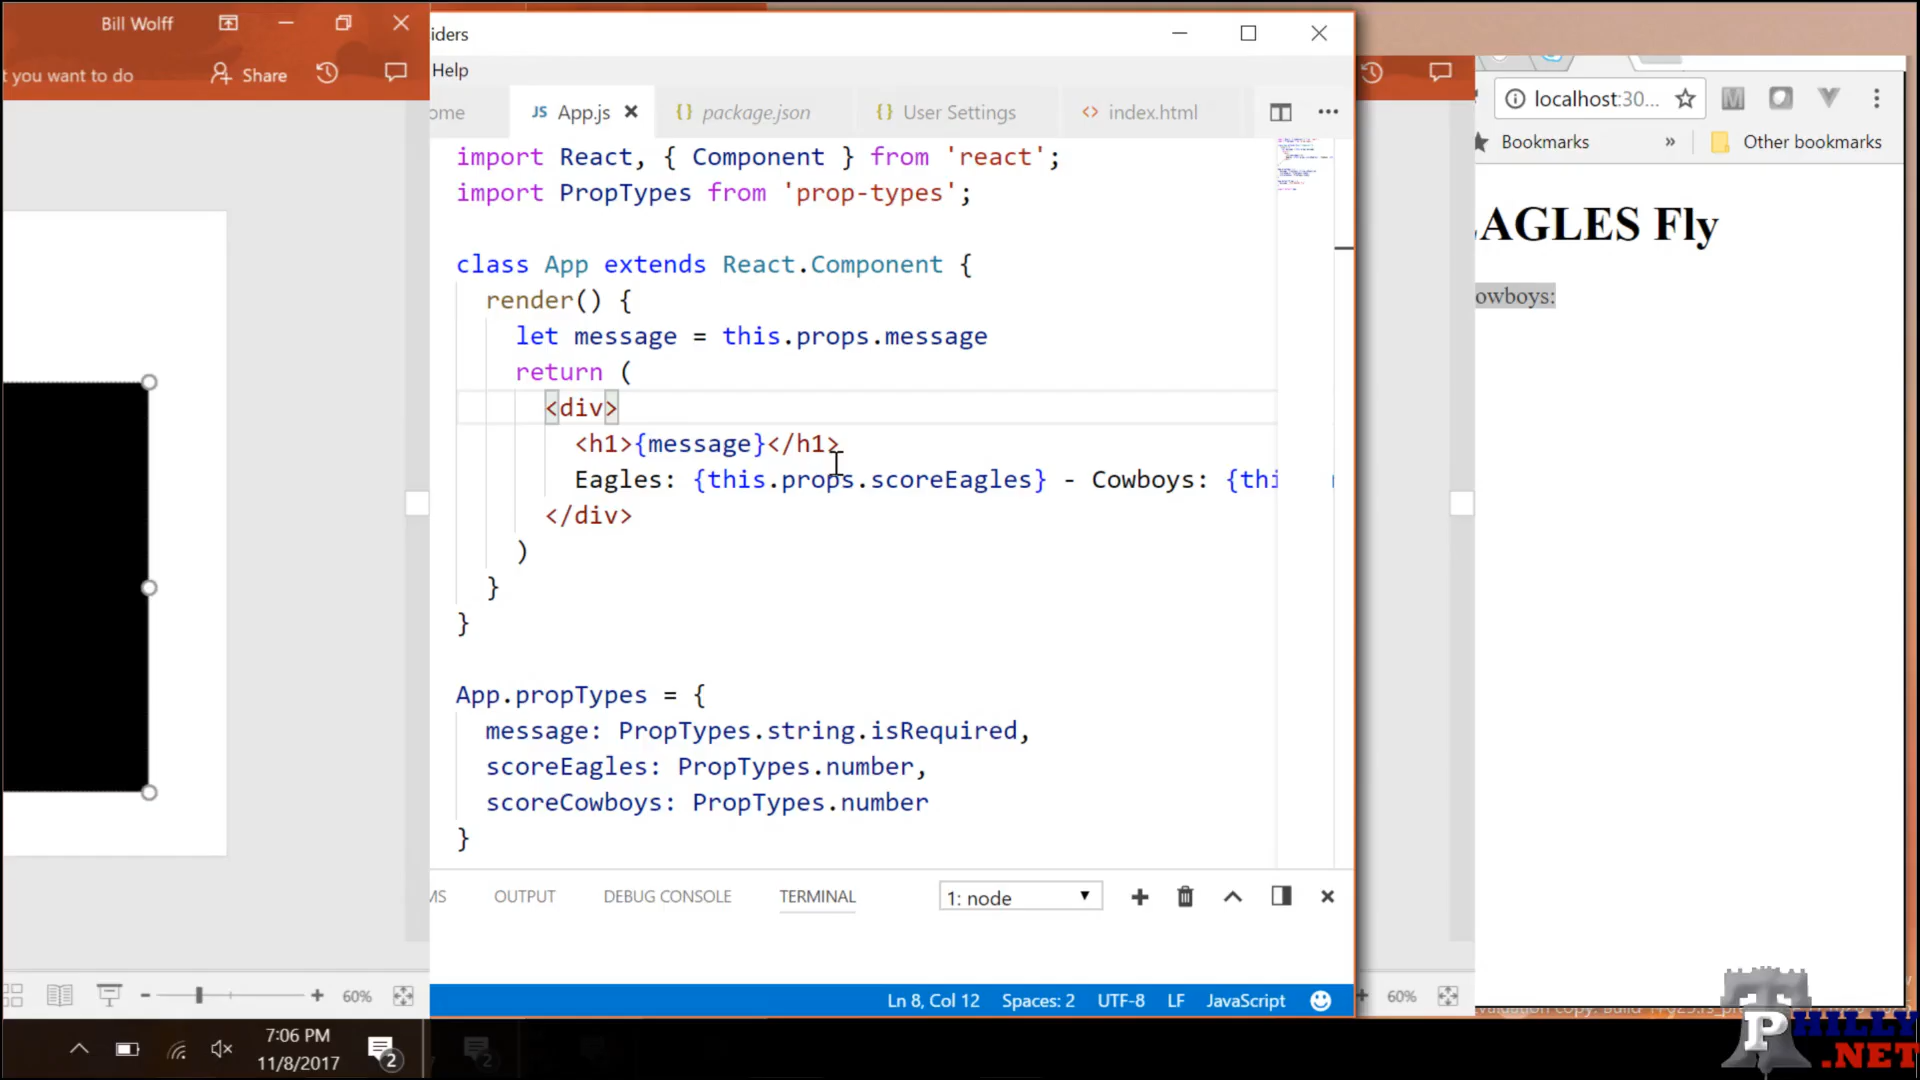 Bill Wolff
t you want to do
Share
iders
Help
ome
JS App.js
{} package.json
{} User Settings
<> index.html
import React, { Component } from 'react';
import PropTypes from 'prop-types';
class App extends React.Component {
render() {
let message = this.props.message
return (
<div>
<h1>{message}</h1>
Eagles: {this.props.scoreEagles} - Cowboys: {thi
</div>
)
}
}
App.propTypes = {
message: PropTypes.string.isRequired,
scoreEagles: PropTypes.number,
scoreCowboys: PropTypes.number
}
MS
OUTPUT
DEBUG CONSOLE
TERMINAL
1: node
Ln 8, Col 12
Spaces: 2
UTF-8
LF
JavaScript
60%
60%
localhost:30...
Bookmarks
»
Other bookmarks
EAGLES Fly
owboys:
7:06 PM
11/8/2017
2
PHILLY
.NET